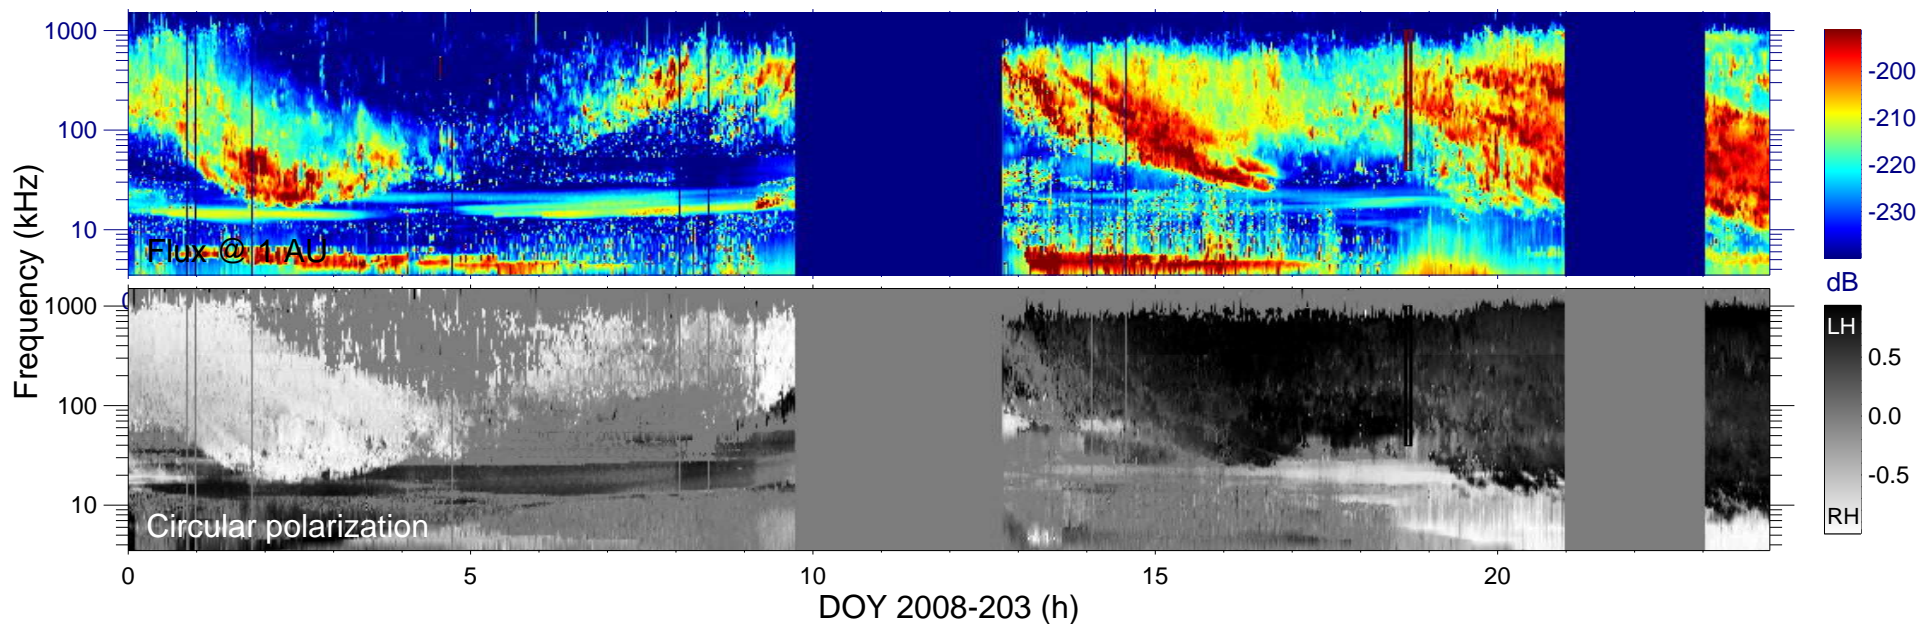 1000
100
10
Flux @ 1 AU
-200
-210
-220
-230
dB
0
Frequency (kHz)
1000
100
10
Circular polarization
LH
0.5
0.0
-0.5
RH
0 5 10 15 20
DOY 2008-203 (h)